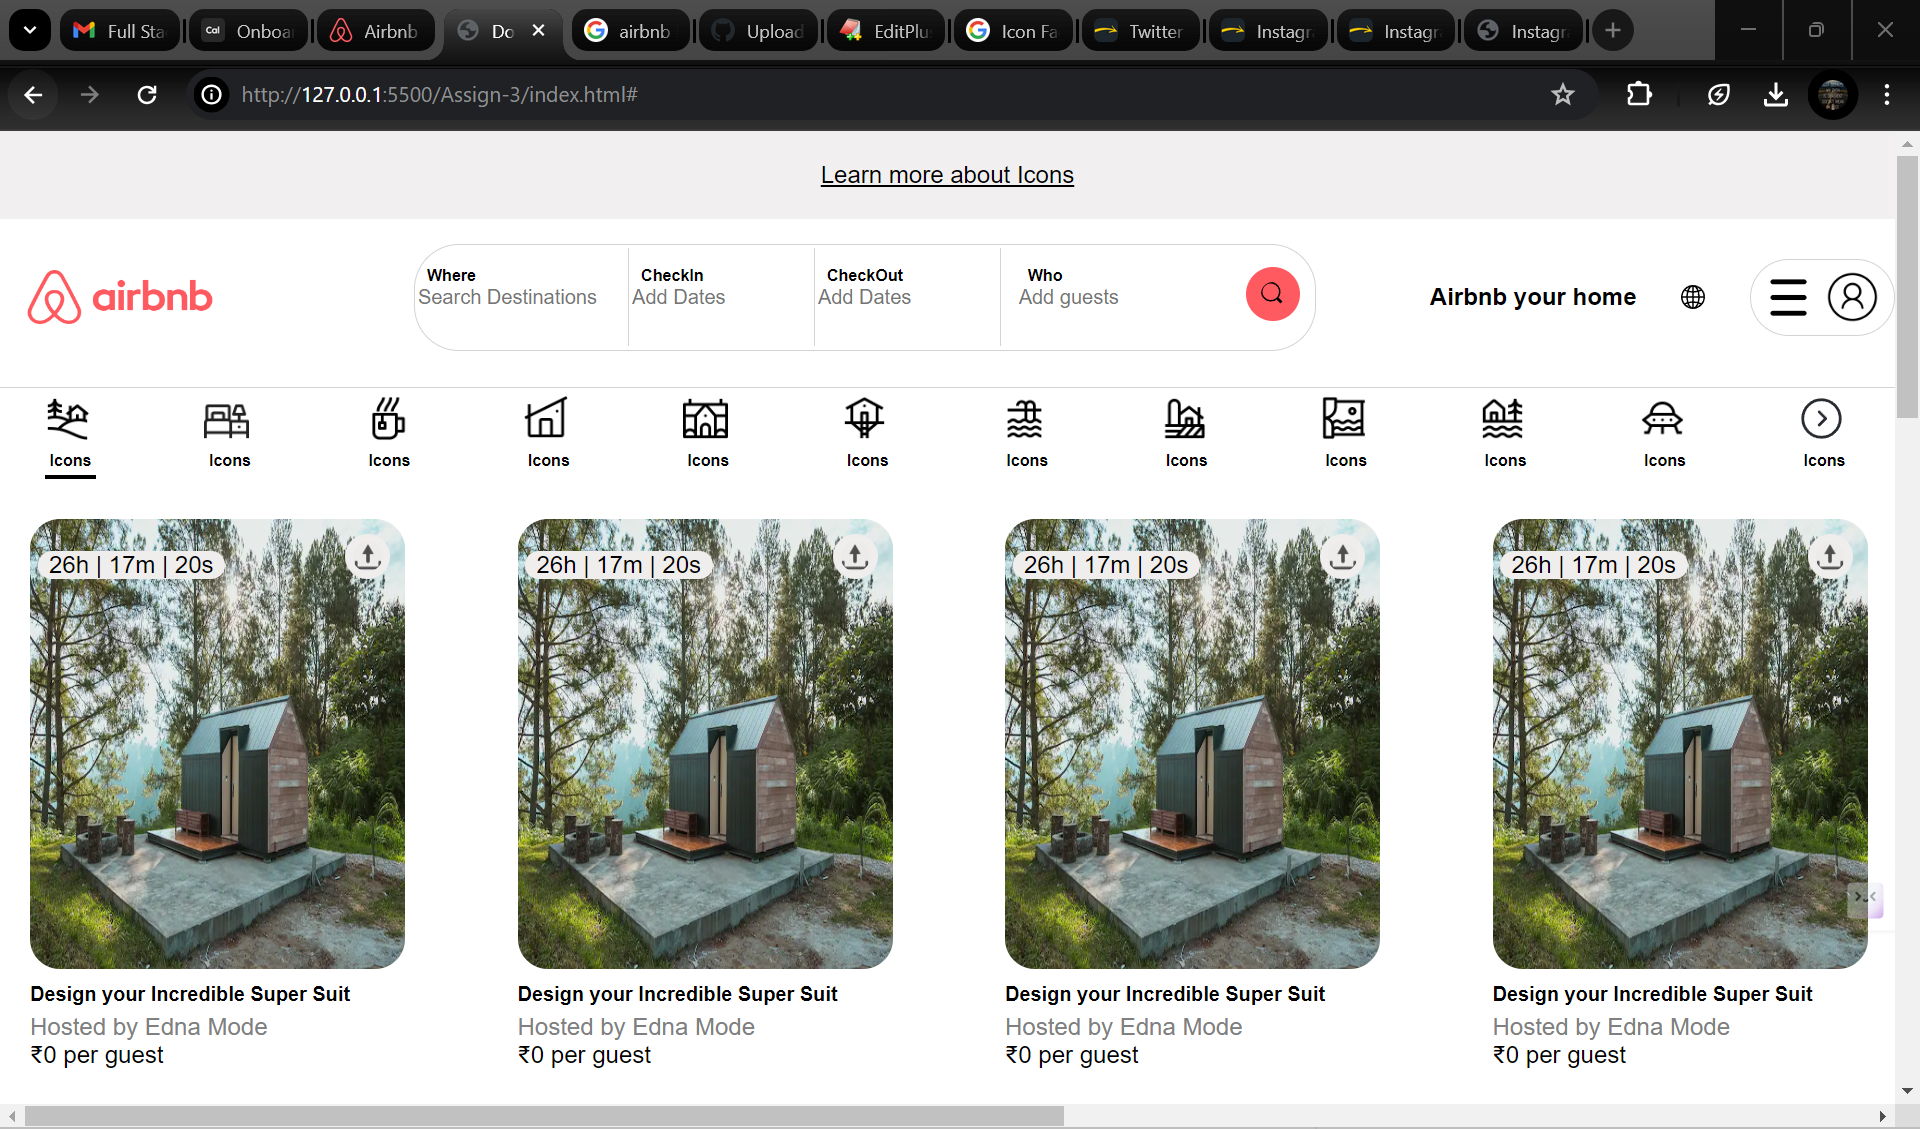 Full Sta
Cal Onboar
Airbnb
Do
airbnb
Upload
EditPlu
Icon Fa
Twitter
Instagr
Instagr
Instagr
http://127.0.0.1:5500/Assign-3/index.html#
Learn more about Icons
airbnb
Where CheckIn CheckOut Who
Search Destinations Add Dates Add Dates Add guests
Airbnb your home
Icons Icons Icons Icons Icons Icons Icons Icons Icons Icons Icons Icons
26h | 17m | 20s 26h | 17m | 20s 26h | 17m | 20s 26h | 17m | 20s
Design your Incredible Super Suit Design your Incredible Super Suit Design your Incredible Super Suit Design your Incredible Super Suit
Hosted by Edna Mode Hosted by Edna Mode Hosted by Edna Mode Hosted by Edna Mode
₹0 per guest ₹0 per guest ₹0 per guest ₹0 per guest